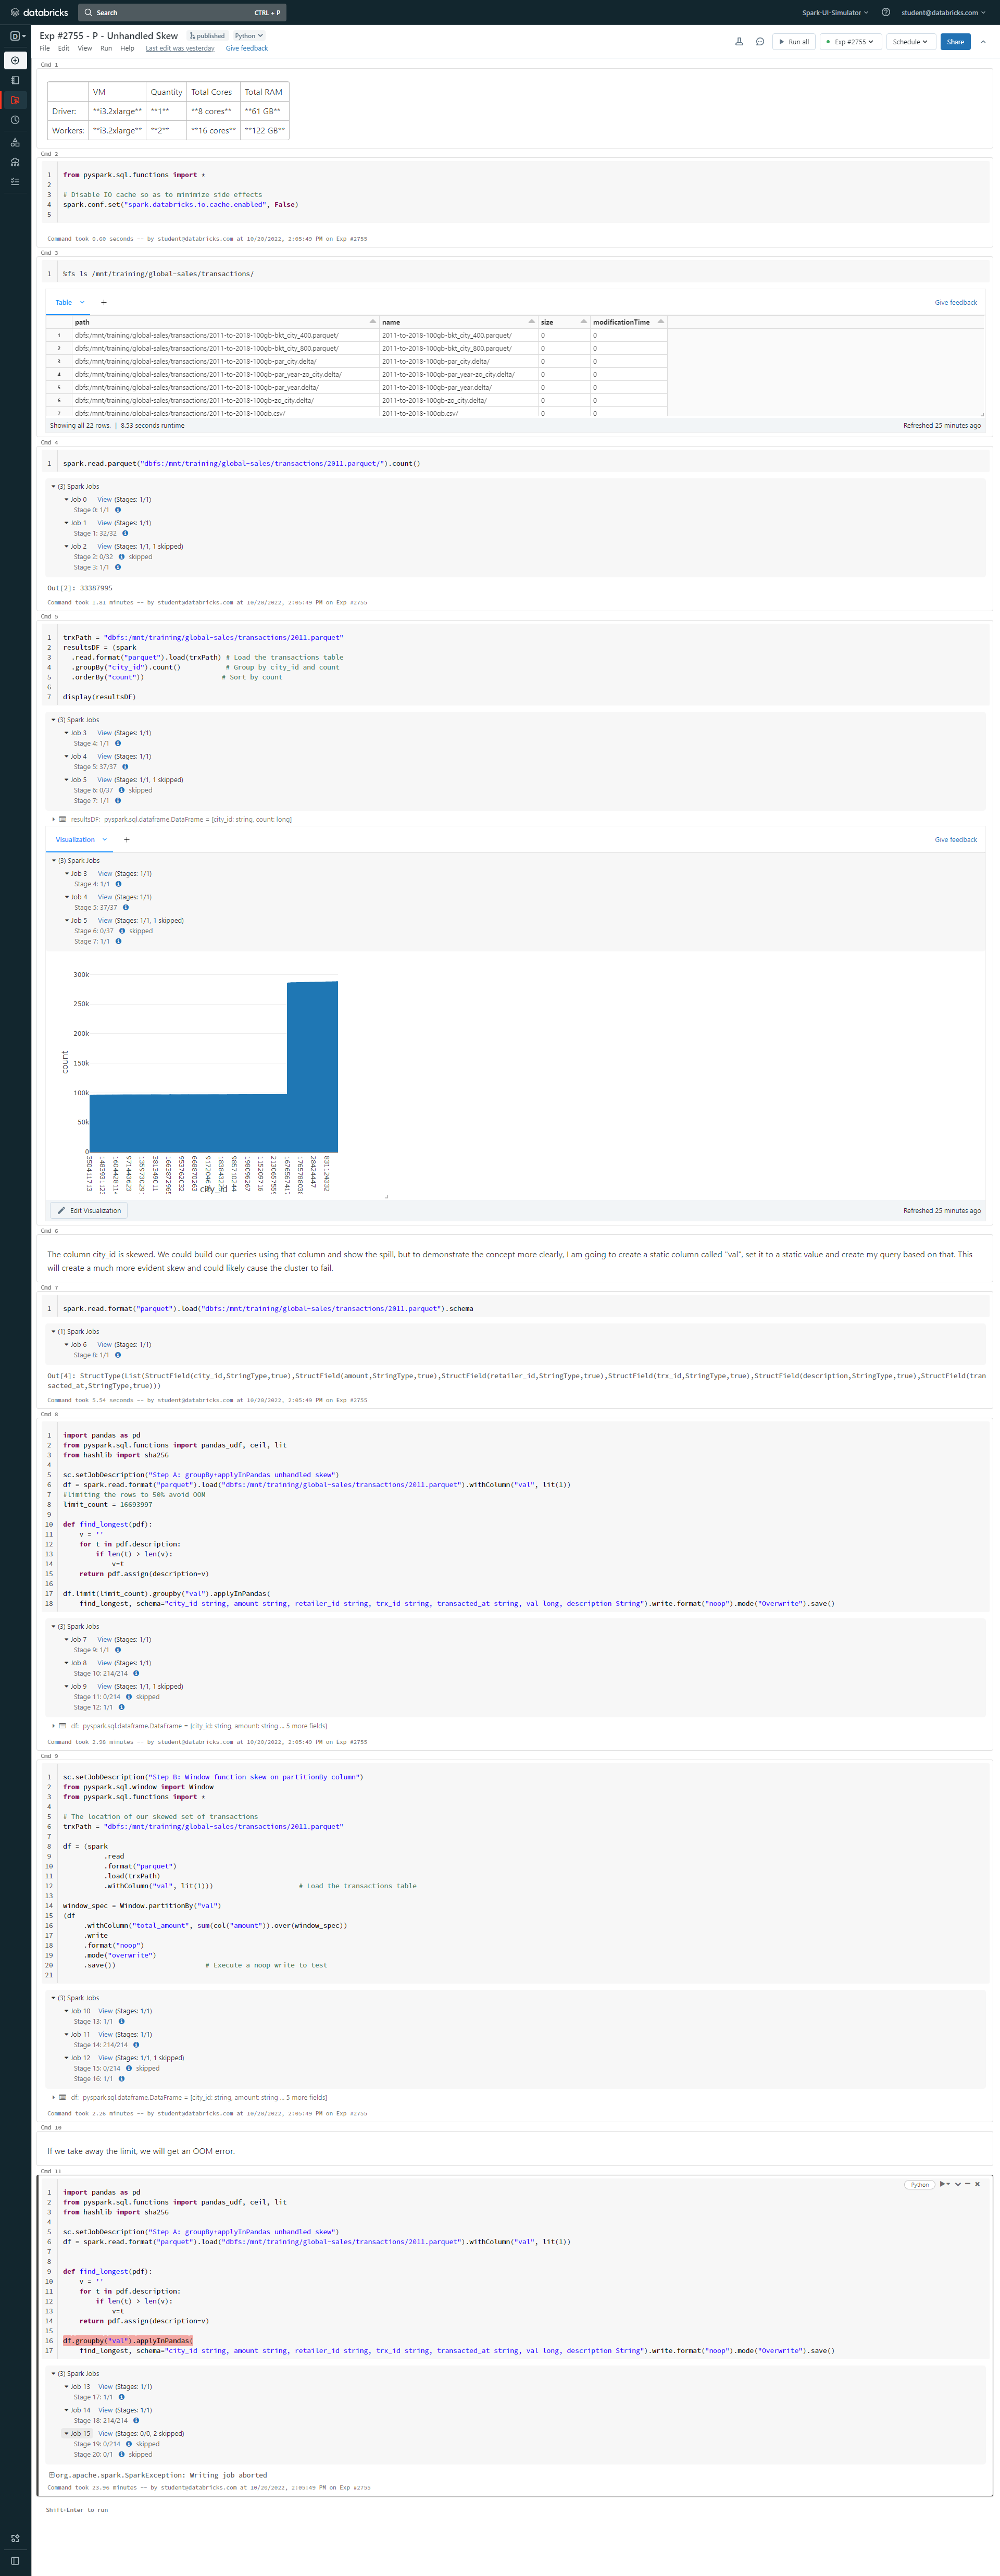 databricks
Search CTRL + P
Spark-UI-Simulator
student@databricks.com
Exp #2755 - P - Unhandled Skew published Python
File Edit View Run Help Last edit was yesterday Give feedback
Run all Exp #2755 Schedule Share
Cmd 1
VM Quantity Total Cores Total RAM
Driver: **i3.2xlarge** **1** **8 cores** **61 GB**
Workers: **i3.2xlarge** **2** **16 cores** **122 GB**
Cmd 2
1 from pyspark.sql.functions import *
2
3 # Disable IO cache so as to minimize side effects
4 spark.conf.set("spark.databricks.io.cache.enabled", False)
5
Command took 0.60 seconds -- by student@databricks.com at 10/20/2022, 2:05:49 PM on Exp #2755
Cmd 3
1 %fs ls /mnt/training/global-sales/transactions/
Table + Give feedback
path name size modificationTime
1 dbfs:/mnt/training/global-sales/transactions/2011-to-2018-100gb-bkt_city_400.parquet/ 2011-to-2018-100gb-bkt_city_400.parquet/ 0 0
2 dbfs:/mnt/training/global-sales/transactions/2011-to-2018-100gb-bkt_city_800.parquet/ 2011-to-2018-100gb-bkt_city_800.parquet/ 0 0
3 dbfs:/mnt/training/global-sales/transactions/2011-to-2018-100gb-par_city.delta/ 2011-to-2018-100gb-par_city.delta/ 0 0
4 dbfs:/mnt/training/global-sales/transactions/2011-to-2018-100gb-par_year-zo_city.delta/ 2011-to-2018-100gb-par_year-zo_city.delta/ 0 0
5 dbfs:/mnt/training/global-sales/transactions/2011-to-2018-100gb-par_year.delta/ 2011-to-2018-100gb-par_year.delta/ 0 0
6 dbfs:/mnt/training/global-sales/transactions/2011-to-2018-100gb-zo_city.delta/ 2011-to-2018-100gb-zo_city.delta/ 0 0
7 dbfs:/mnt/training/global-sales/transactions/2011-to-2018-100gb.csv/ 2011-to-2018-100gb.csv/ 0 0
Showing all 22 rows. | 8.53 seconds runtime Refreshed 25 minutes ago
Cmd 4
1 spark.read.parquet("dbfs:/mnt/training/global-sales/transactions/2011.parquet/").count()
(3) Spark Jobs
Job 0 View (Stages: 1/1)
Stage 0: 1/1
Job 1 View (Stages: 1/1)
Stage 1: 32/32
Job 2 View (Stages: 1/1, 1 skipped)
Stage 2: 0/32 skipped
Stage 3: 1/1
Out[2]: 33387995
Command took 1.81 minutes -- by student@databricks.com at 10/20/2022, 2:05:49 PM on Exp #2755
Cmd 5
1 trxPath = "dbfs:/mnt/training/global-sales/transactions/2011.parquet"
2 resultsDF = (spark
3 .read.format("parquet").load(trxPath) # Load the transactions table
4 .groupBy("city_id").count() # Group by city_id and count
5 .orderBy("count")) # Sort by count
6
7 display(resultsDF)
(3) Spark Jobs
Job 3 View (Stages: 1/1)
Stage 4: 1/1
Job 4 View (Stages: 1/1)
Stage 5: 37/37
Job 5 View (Stages: 1/1, 1 skipped)
Stage 6: 0/37 skipped
Stage 7: 1/1
resultsDF: pyspark.sql.dataframe.DataFrame = [city_id: string, count: long]
Visualization + Give feedback
(3) Spark Jobs
Job 3 View (Stages: 1/1)
Stage 4: 1/1
Job 4 View (Stages: 1/1)
Stage 5: 37/37
Job 5 View (Stages: 1/1, 1 skipped)
Stage 6: 0/37 skipped
Stage 7: 1/1
300k
250k
200k
150k
100k
50k
0
count
350411713
971443623
381349011
953762032
668870263
985710244
198096267
115209716
28424447
831124332
city_id
Edit Visualization Refreshed 25 minutes ago
Cmd 6
The column city_id is skewed. We could build our queries using that column and show the spill, but to demonstrate the concept more clearly, I am going to create a static column called "val", set it to a static value and create my query based on that. This
will create a much more evident skew and could likely cause the cluster to fail.
Cmd 7
1 spark.read.format("parquet").load("dbfs:/mnt/training/global-sales/transactions/2011.parquet").schema
(1) Spark Jobs
Job 6 View (Stages: 1/1)
Stage 8: 1/1
Out[4]: StructType(List(StructField(city_id,StringType,true),StructField(amount,StringType,true),StructField(retailer_id,StringType,true),StructField(trx_id,StringType,true),StructField(description,StringType,true),StructField(tran
sacted_at,StringType,true)))
Command took 5.54 seconds -- by student@databricks.com at 10/20/2022, 2:05:49 PM on Exp #2755
Cmd 8
1 import pandas as pd
2 from pyspark.sql.functions import pandas_udf, ceil, lit
3 from hashlib import sha256
4
5 sc.setJobDescription("Step A: groupBy+applyInPandas unhandled skew")
6 df = spark.read.format("parquet").load("dbfs:/mnt/training/global-sales/transactions/2011.parquet").withColumn("val", lit(1))
7 #limiting the rows to 50% avoid OOM
8 limit_count = 16693997
9
10 def find_longest(pdf):
11 v = ''
12 for t in pdf.description:
13 if len(t) > len(v):
14 v=t
15 return pdf.assign(description=v)
16
17 df.limit(limit_count).groupby("val").applyInPandas(
18 find_longest, schema="city_id string, amount string, retailer_id string, trx_id string, transacted_at string, val long, description String").write.format("noop").mode("Overwrite").save()
(3) Spark Jobs
Job 7 View (Stages: 1/1)
Stage 9: 1/1
Job 8 View (Stages: 1/1)
Stage 10: 214/214
Job 9 View (Stages: 1/1, 1 skipped)
Stage 11: 0/214 skipped
Stage 12: 1/1
df: pyspark.sql.dataframe.DataFrame = [city_id: string, amount: string ... 5 more fields]
Command took 2.98 minutes -- by student@databricks.com at 10/20/2022, 2:05:49 PM on Exp #2755
Cmd 9
1 sc.setJobDescription("Step B: Window function skew on partitionBy column")
2 from pyspark.sql.window import Window
3 from pyspark.sql.functions import *
4
5 # The location of our skewed set of transactions
6 trxPath = "dbfs:/mnt/training/global-sales/transactions/2011.parquet"
7
8 df = (spark
9 .read
10 .format("parquet")
11 .load(trxPath)
12 .withColumn("val", lit(1))) # Load the transactions table
13
14 window_spec = Window.partitionBy("val")
15 (df
16 .withColumn("total_amount", sum(col("amount")).over(window_spec))
17 .write
18 .format("noop")
19 .mode("overwrite")
20 .save()) # Execute a noop write to test
21
(3) Spark Jobs
Job 10 View (Stages: 1/1)
Stage 13: 1/1
Job 11 View (Stages: 1/1)
Stage 14: 214/214
Job 12 View (Stages: 1/1, 1 skipped)
Stage 15: 0/214 skipped
Stage 16: 1/1
df: pyspark.sql.dataframe.DataFrame = [city_id: string, amount: string ... 5 more fields]
Command took 2.26 minutes -- by student@databricks.com at 10/20/2022, 2:05:49 PM on Exp #2755
Cmd 10
If we take away the limit, we will get an OOM error.
Cmd 11
Python
1 import pandas as pd
2 from pyspark.sql.functions import pandas_udf, ceil, lit
3 from hashlib import sha256
4
5 sc.setJobDescription("Step A: groupBy+applyInPandas unhandled skew")
6 df = spark.read.format("parquet").load("dbfs:/mnt/training/global-sales/transactions/2011.parquet").withColumn("val", lit(1))
7
8
9 def find_longest(pdf):
10 v = ''
11 for t in pdf.description:
12 if len(t) > len(v):
13 v=t
14 return pdf.assign(description=v)
15
16 df.groupby("val").applyInPandas(
17 find_longest, schema="city_id string, amount string, retailer_id string, trx_id string, transacted_at string, val long, description String").write.format("noop").mode("Overwrite").save()
(3) Spark Jobs
Job 13 View (Stages: 1/1)
Stage 17: 1/1
Job 14 View (Stages: 1/1)
Stage 18: 214/214
Job 15 View (Stages: 0/0, 2 skipped)
Stage 19: 0/214 skipped
Stage 20: 0/1 skipped
org.apache.spark.SparkException: Writing job aborted
Command took 23.96 minutes -- by student@databricks.com at 10/20/2022, 2:05:49 PM on Exp #2755
Shift+Enter to run